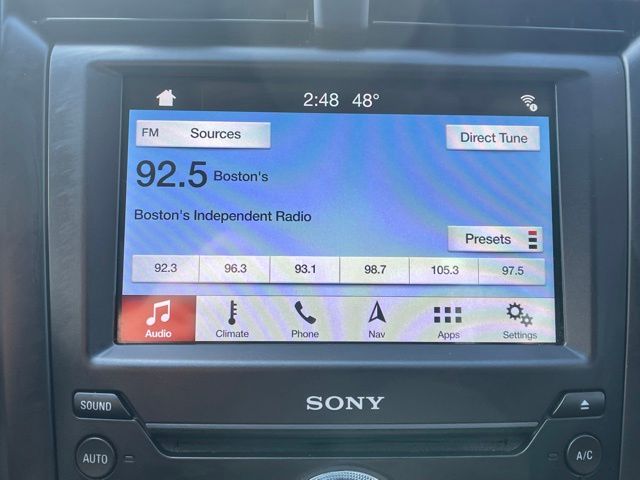 2:48 48°
FM Sources Direct Tune
92.5 Boston's
Boston's Independent Radio
Presets
92.3 96.3 93.1 98.7 105.3 97.5
Audio Climate Phone Nav Apps Settings
SOUND SONY
AUTO A/C